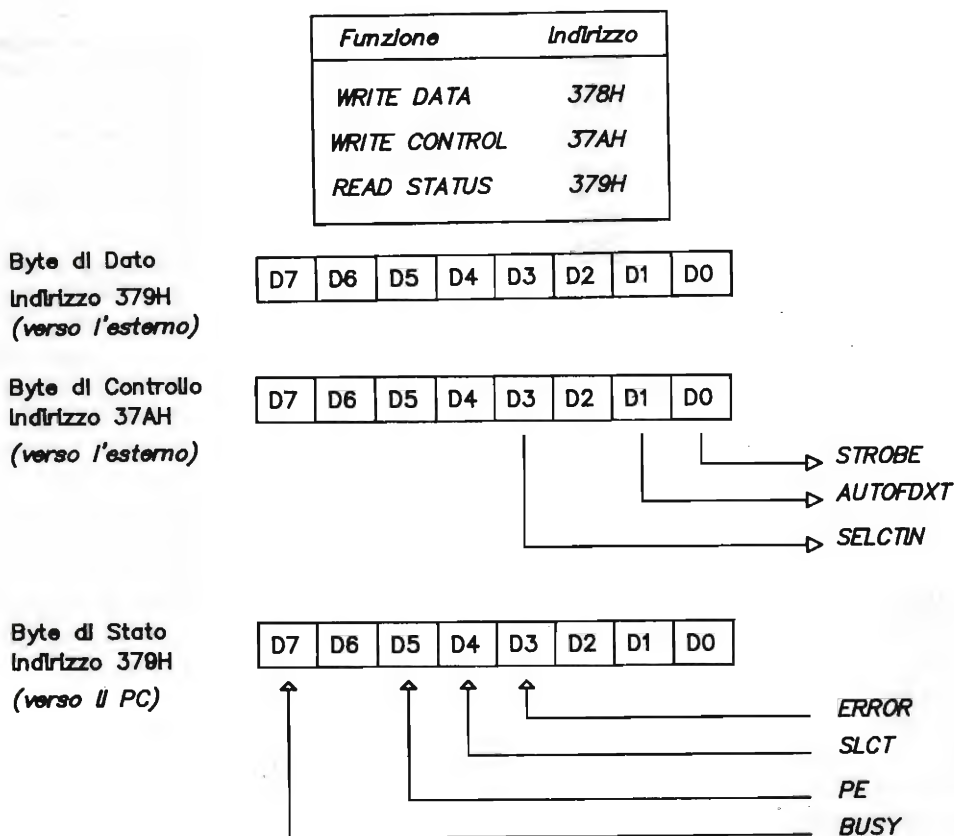 Funzione Indirizzo
WRITE DATA 378H
WRITE CONTROL 37AH
READ STATUS 379H
Byte di Dato
Indirizzo 379H
(verso l'esterno)
D7 D6 D5 D4 D3 D2 D1 D0
Byte di Controllo
Indirizzo 37AH
(verso l'esterno)
D7 D6 D5 D4 D3 D2 D1 D0
STROBE
AUTOFDXT
SELCTIN
Byte di Stato
Indirizzo 379H
(verso il PC)
D7 D6 D5 D4 D3 D2 D1 D0
ERROR
SLCT
PE
BUSY